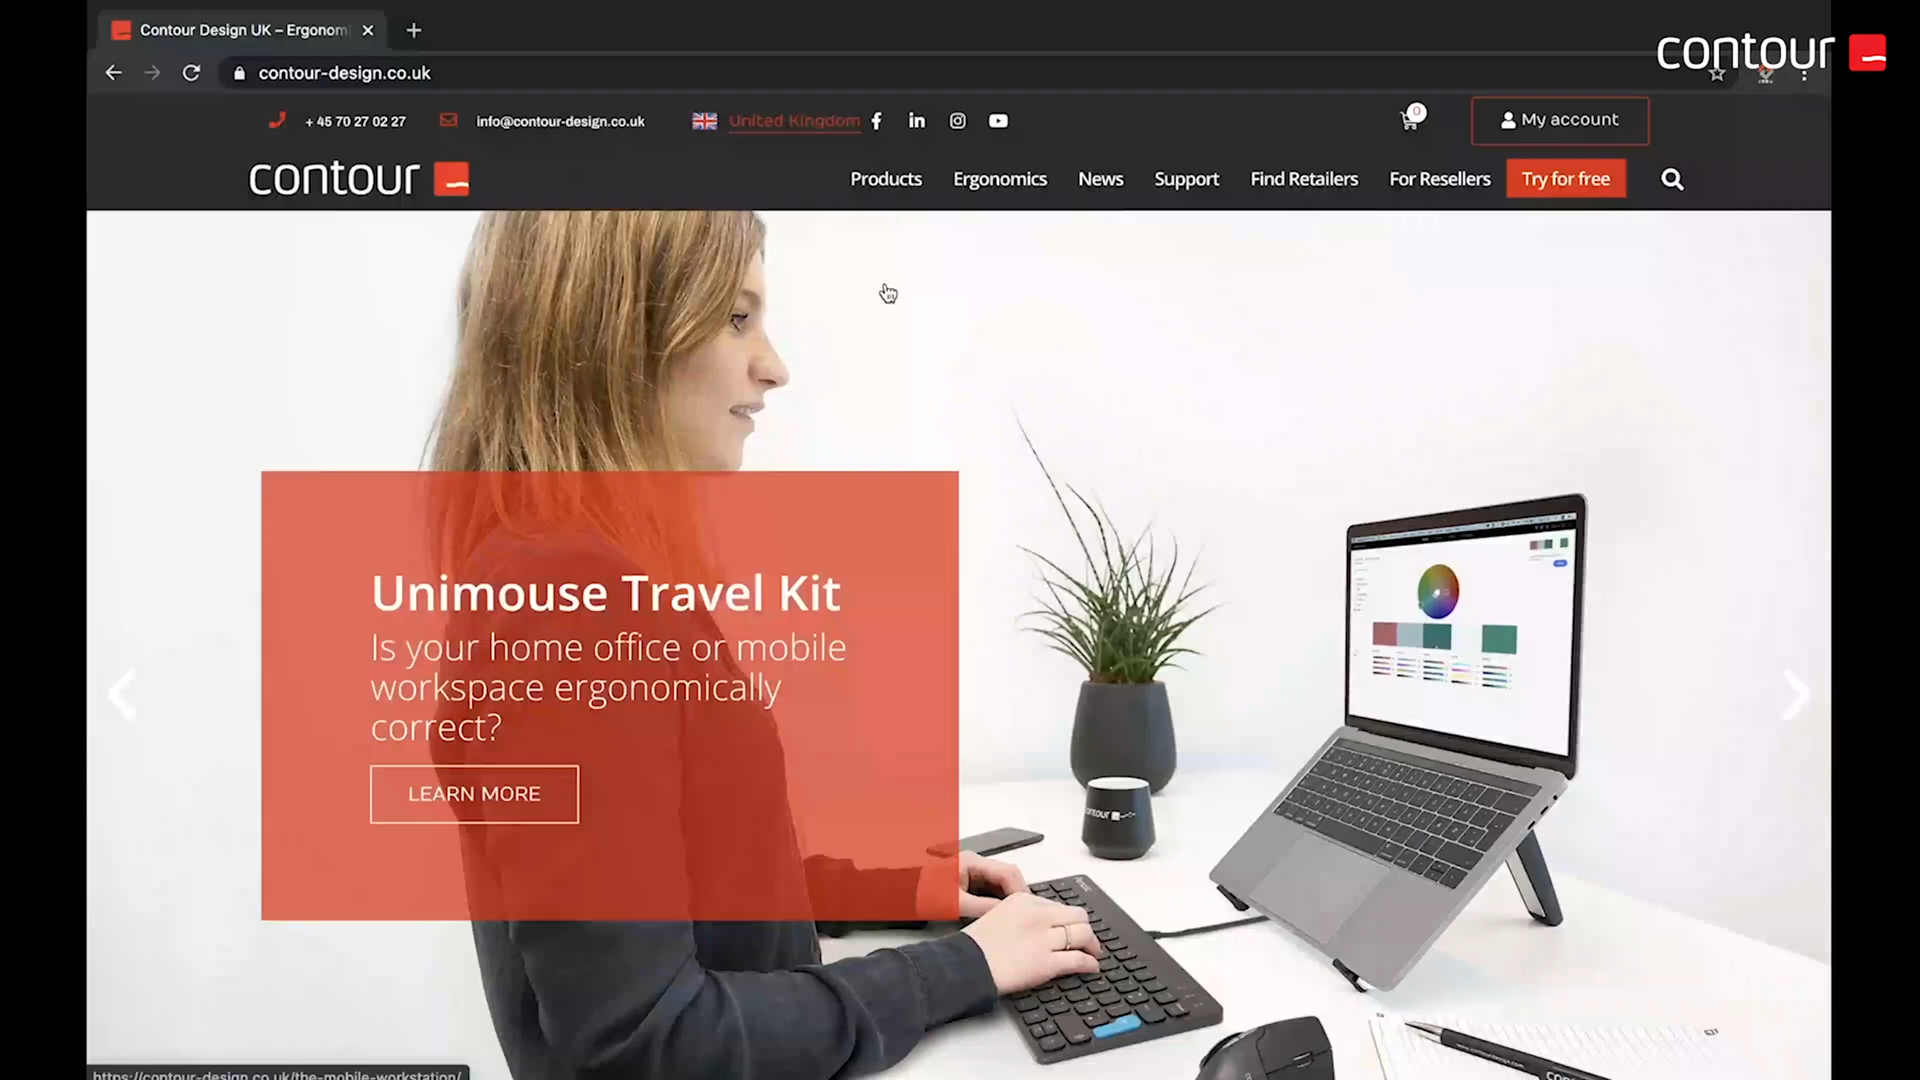 Contour Design UK – Ergonom
contour
contour-design.co.uk
+ 45 70 27 02 27
info@contour-design.co.uk
United Kingdom
0
My account
contour
Products
Ergonomics
News
Support
Find Retailers
For Resellers
Try for free
Unimouse Travel Kit
Is your home office or mobile
workspace ergonomically
correct?
LEARN MORE
contour
https://contour-design.co.uk/the-mobile-workstation/